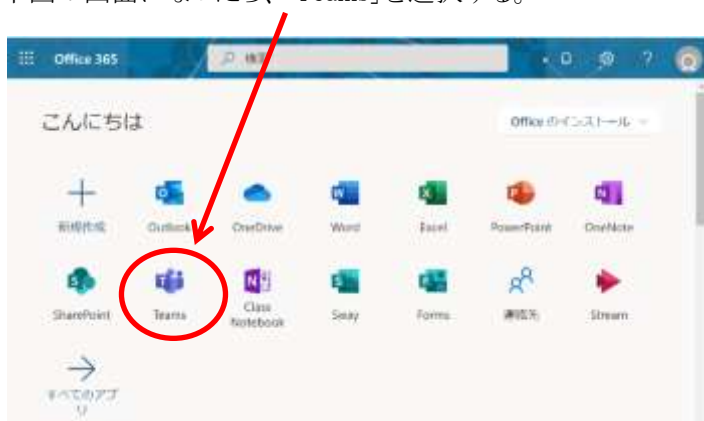 下図の画面になったら、「Teams」を選択する。
Office 365
検索
?
こんにちは
Office のインストール
新規作成
Outlook
OneDrive
Word
Excel
PowerPoint
OneNote
SharePoint
Teams
Class
Notebook
Sway
Forms
連絡先
Stream
すべてのアプ
リ